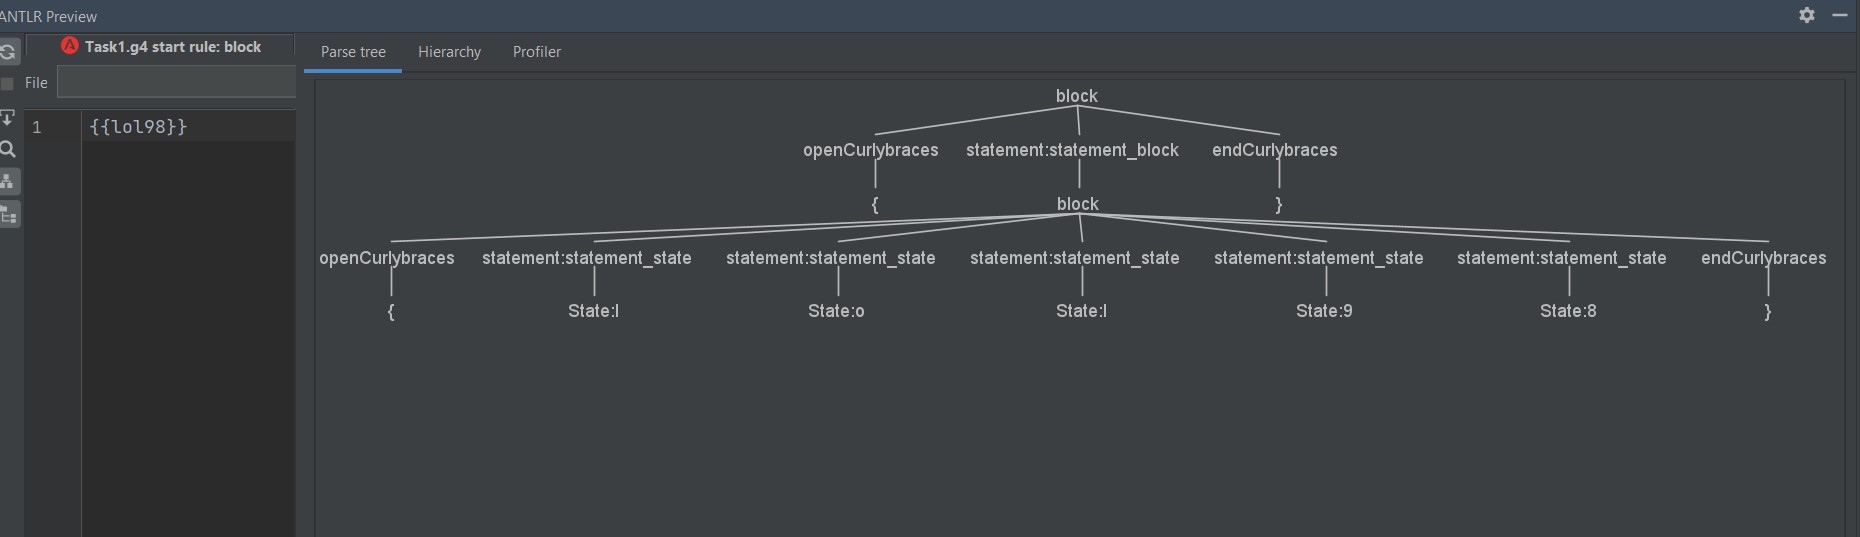 ANTLR Preview
Task1.g4 start rule: block
Parse tree Hierarchy Profiler
File
1 {{lol98}}
block
openCurlybraces statement:statement_block endCurlybraces
{ block }
openCurlybraces statement:statement_state statement:statement_state statement:statement_state statement:statement_state statement:statement_state endCurlybraces
{ State:l State:o State:l State:9 State:8 }